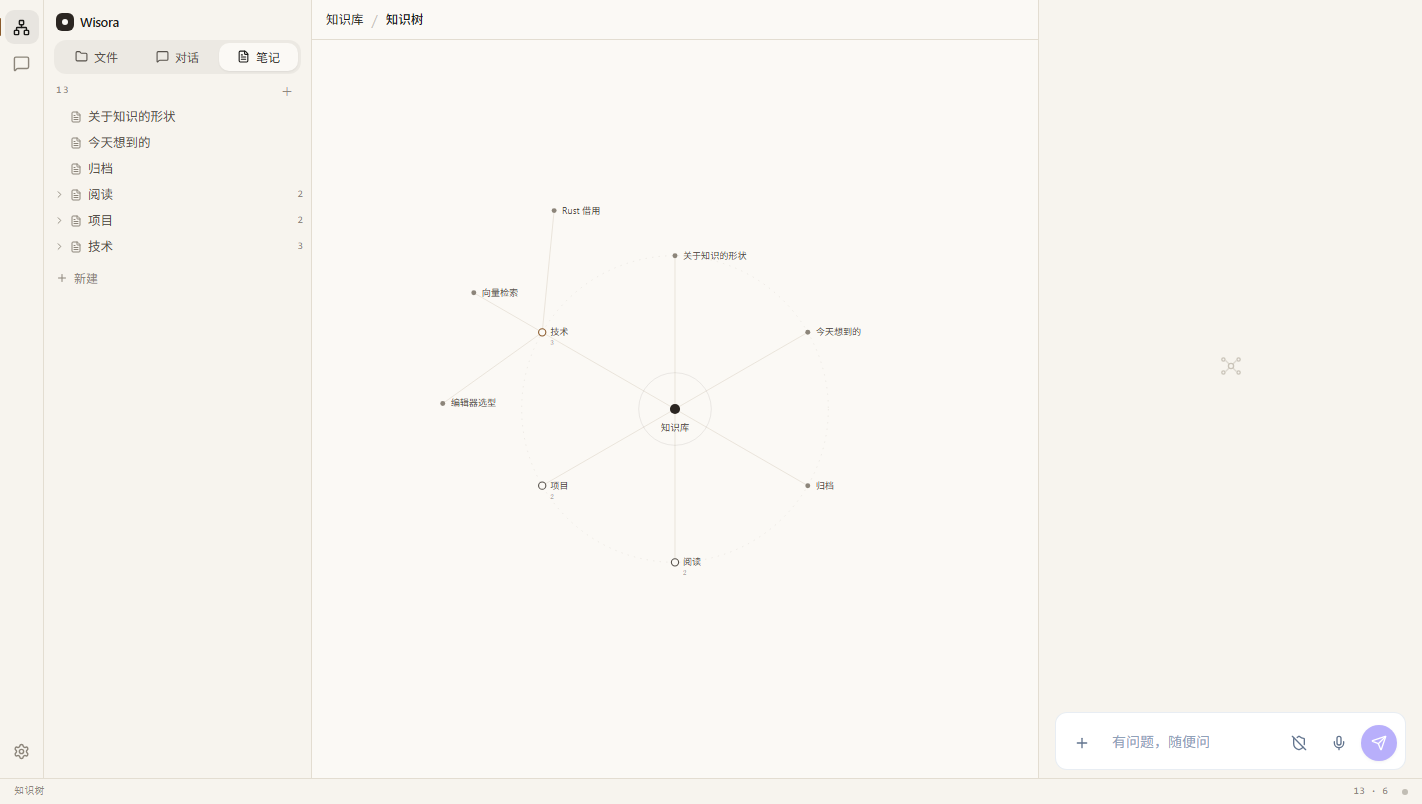 Wisora
文件
对话
笔记
13
关于知识的形状
今天想到的
归档
阅读 2
项目 2
技术 3
新建
知识库 / 知识树
Rust 借用
关于知识的形状
向量检索
技术
3
今天想到的
编辑器选型
知识库
项目
2
归档
阅读
2
有问题，随便问
知识树
13 · 6